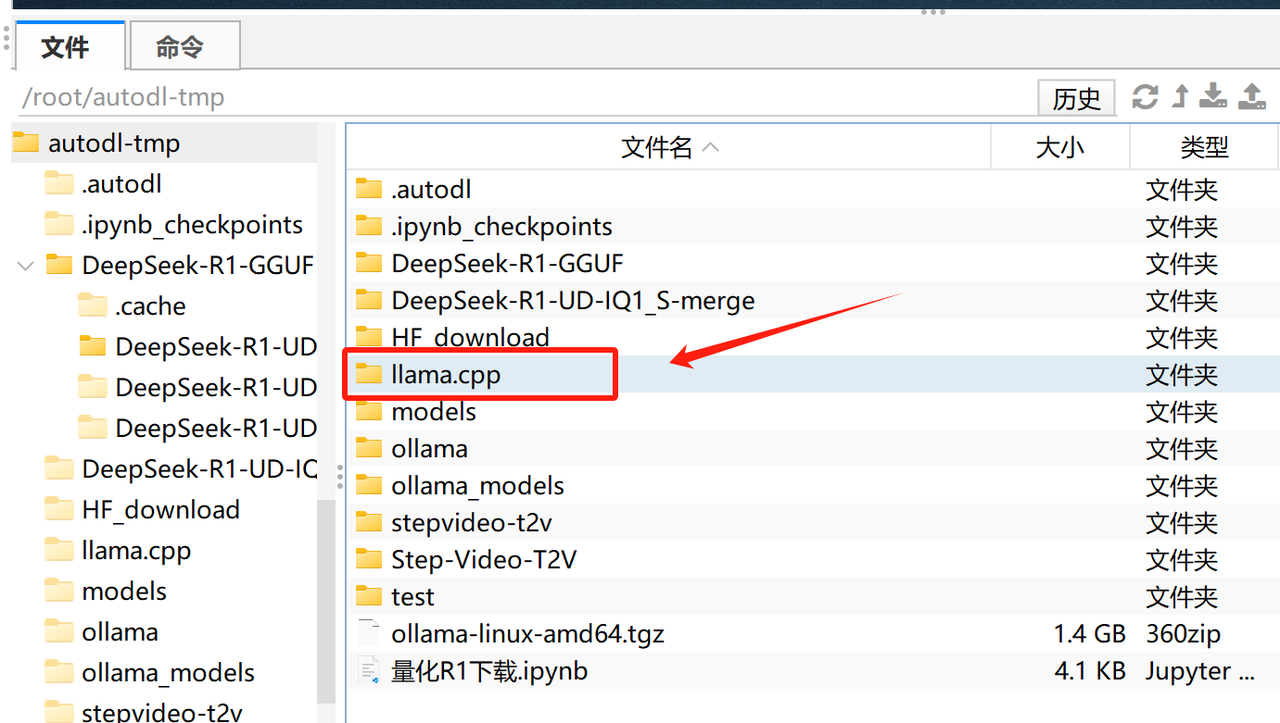 文件 命令
/root/autodl-tmp 历史
autodl-tmp
.autodl
.ipynb_checkpoints
DeepSeek-R1-GGUF
.cache
DeepSeek-R1-UD
DeepSeek-R1-UD
DeepSeek-R1-UD
DeepSeek-R1-UD-IQ
HF_download
llama.cpp
models
ollama
ollama_models
stepvideo-t2v
文件名 大小 类型
.autodl 文件夹
.ipynb_checkpoints 文件夹
DeepSeek-R1-GGUF 文件夹
DeepSeek-R1-UD-IQ1_S-merge 文件夹
HF_download 文件夹
llama.cpp 文件夹
models 文件夹
ollama 文件夹
ollama_models 文件夹
stepvideo-t2v 文件夹
Step-Video-T2V 文件夹
test 文件夹
ollama-linux-amd64.tgz 1.4 GB 360zip
量化R1下载.ipynb 4.1 KB Jupyter ...